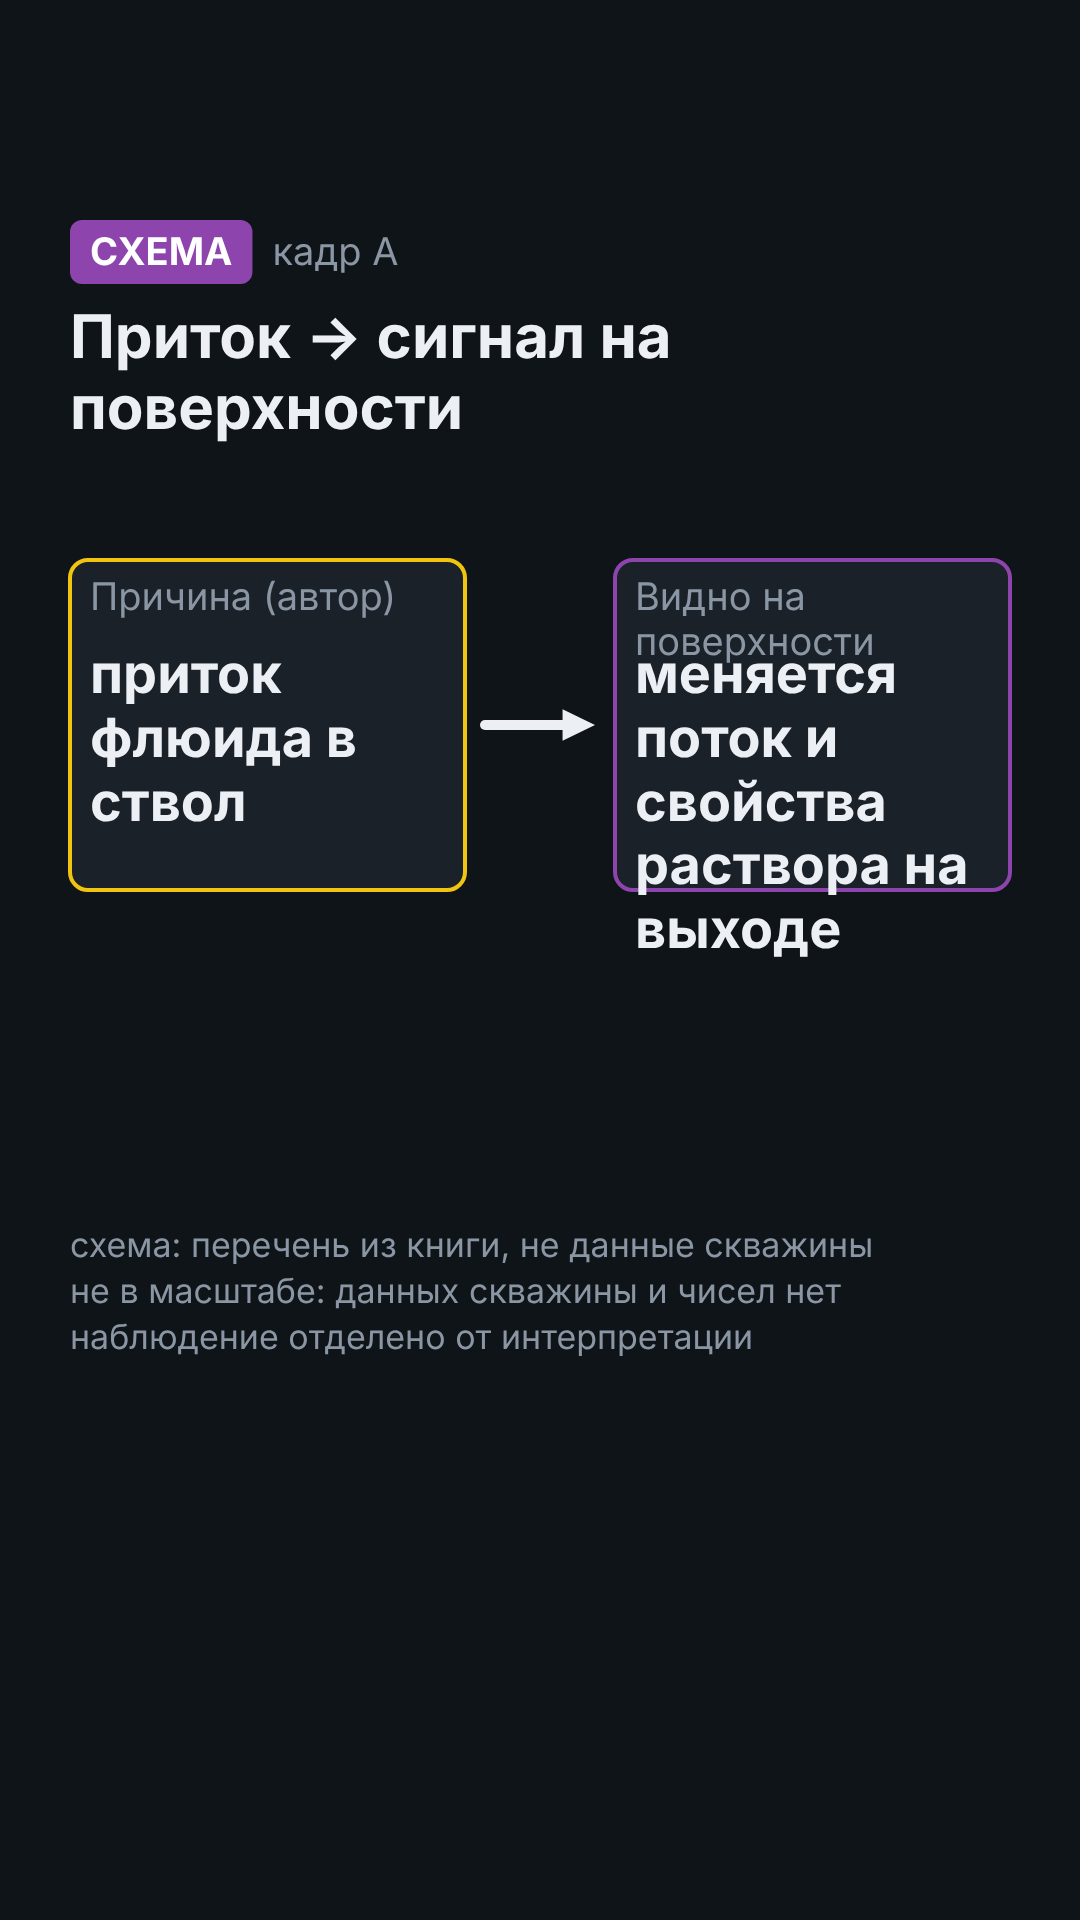 СХЕМА кадр А
Приток → сигнал на
поверхности
Причина (автор)
приток
флюида в
ствол
Видно на
поверхности
меняется
поток и
свойства
раствора на
выходе
схема: перечень из книги, не данные скважины
не в масштабе: данных скважины и чисел нет
наблюдение отделено от интерпретации